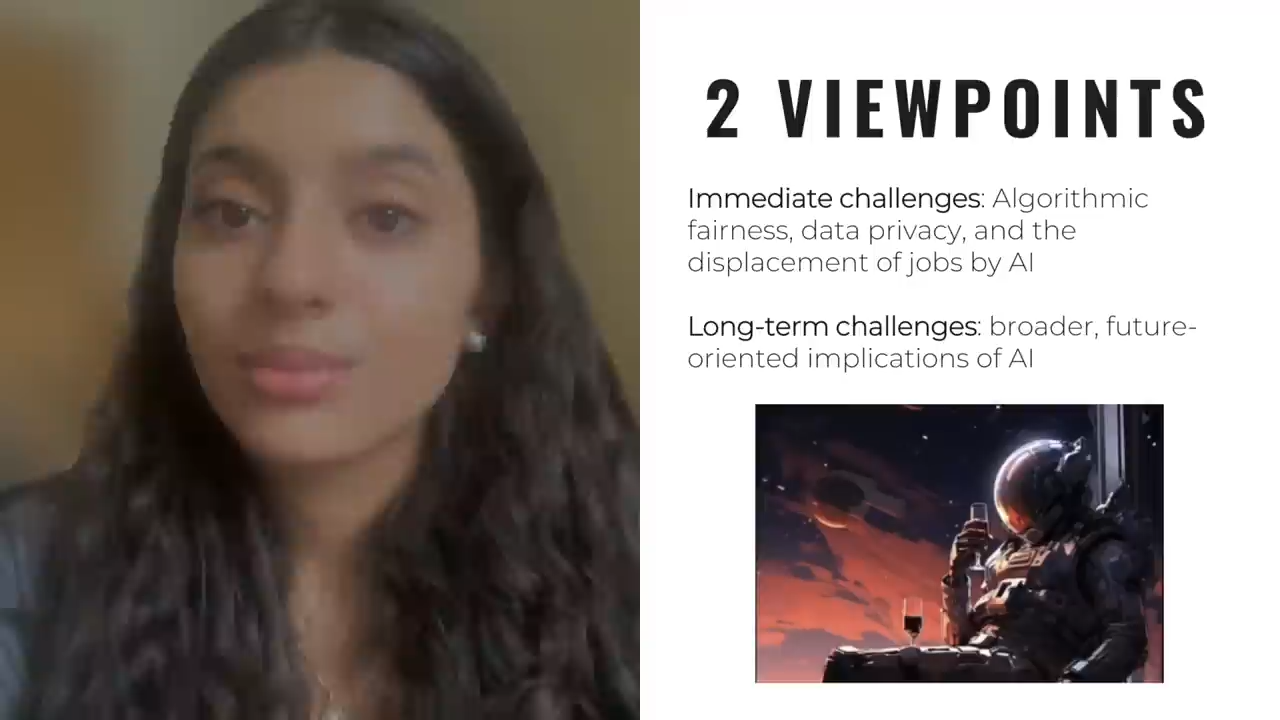 2 VIEWPOINTS
Immediate challenges: Algorithmic
fairness, data privacy, and the
displacement of jobs by AI
Long-term challenges: broader, future-
oriented implications of AI